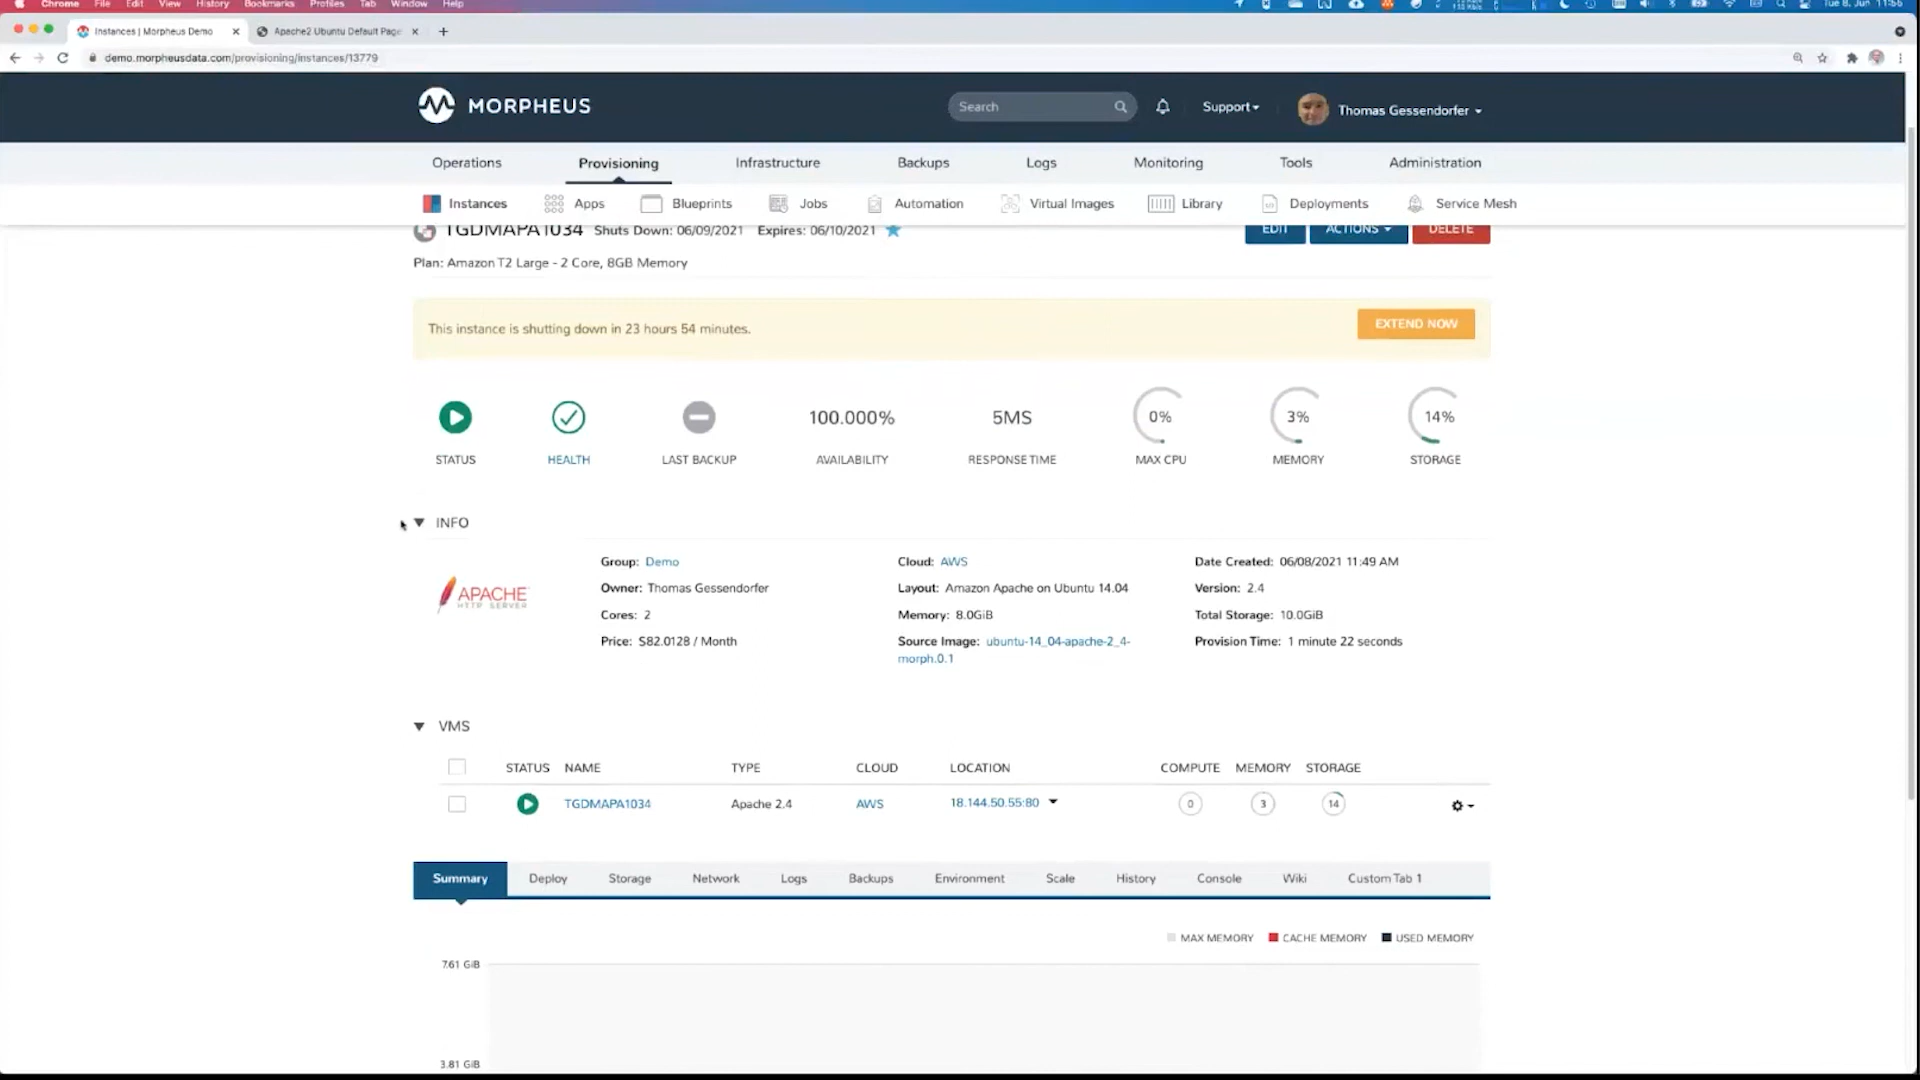 Chrome File Edit View History Bookmarks Profiles Tab Window Help Tue 8. Jun 11:56
Instances | Morpheus Demo Apache2 Ubuntu Default Page
demo.morpheusdata.com/provisioning/instances/13779
MORPHEUS Search Support Thomas Gessendorfer
Operations Provisioning Infrastructure Backups Logs Monitoring Tools Administration
Instances Apps Blueprints Jobs Automation Virtual Images Library Deployments Service Mesh
TGDMAPA1034 Shuts Down: 06/09/2021 Expires: 06/10/2021 EDIT ACTIONS DELETE
Plan: Amazon T2 Large - 2 Core, 8GB Memory
This instance is shutting down in 23 hours 54 minutes. EXTEND NOW
100.000% 5MS 0% 3% 14%
STATUS HEALTH LAST BACKUP AVAILABILITY RESPONSE TIME MAX CPU MEMORY STORAGE
INFO
Group: Demo Cloud: AWS Date Created: 06/08/2021 11:49 AM
APACHE HTTP SERVER
Owner: Thomas Gessendorfer Layout: Amazon Apache on Ubuntu 14.04 Version: 2.4
Cores: 2 Memory: 8.0GiB Total Storage: 10.0GiB
Price: $82.0128 / Month Source Image: ubuntu-14_04-apache-2_4- Provision Time: 1 minute 22 seconds
morph.0.1
VMS
STATUS NAME TYPE CLOUD LOCATION COMPUTE MEMORY STORAGE
TGDMAPA1034 Apache 2.4 AWS 18.144.50.55:80 0 3 14
Summary Deploy Storage Network Logs Backups Environment Scale History Console Wiki Custom Tab 1
MAX MEMORY CACHE MEMORY USED MEMORY
7.61 GiB
3.81 GiB